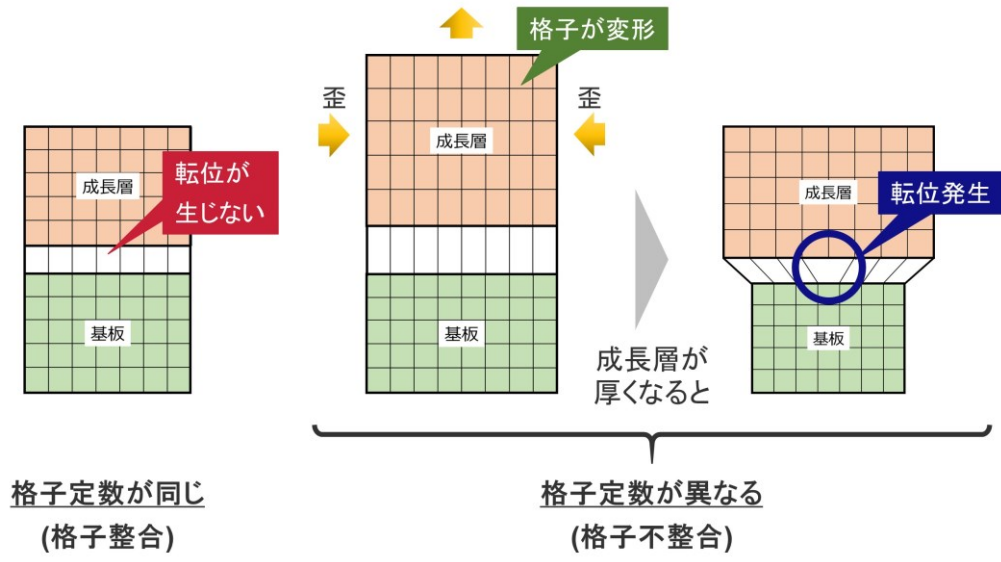 格子が変形
歪
歪
成長層
転位が
生じない
成長層
基板
成長層
基板
成長層が
厚くなると
転位発生
成長層
基板
格子定数が同じ
(格子整合)
格子定数が異なる
(格子不整合)